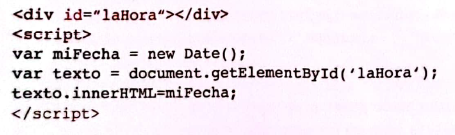 <div id="laHora"></div>
<script>
var miFecha = new Date();
var texto = document.getElementById('laHora');
texto.innerHTML=miFecha;
</script>